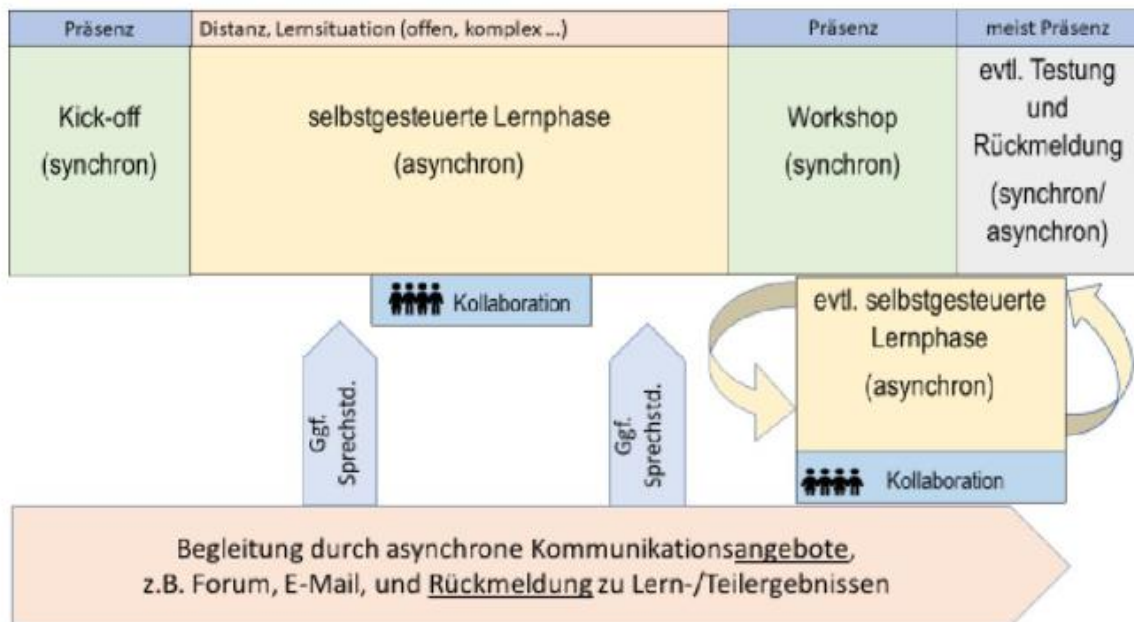 Präsenz
Distanz, Lernsituation (offen, komplex ...)
Präsenz
meist Präsenz
Kick-off
(synchron)
selbstgesteuerte Lernphase
(asynchron)
Workshop
(synchron)
evtl. Testung
und
Rückmeldung
(synchron/
asynchron)
Kollaboration
evtl. selbstgesteuerte
Lernphase
(asynchron)
Kollaboration
Ggf.
Sprechstd.
Ggf.
Sprechstd.
Begleitung durch asynchrone Kommunikationsangebote,
z.B. Forum, E-Mail, und Rückmeldung zu Lern-/Teilergebnissen